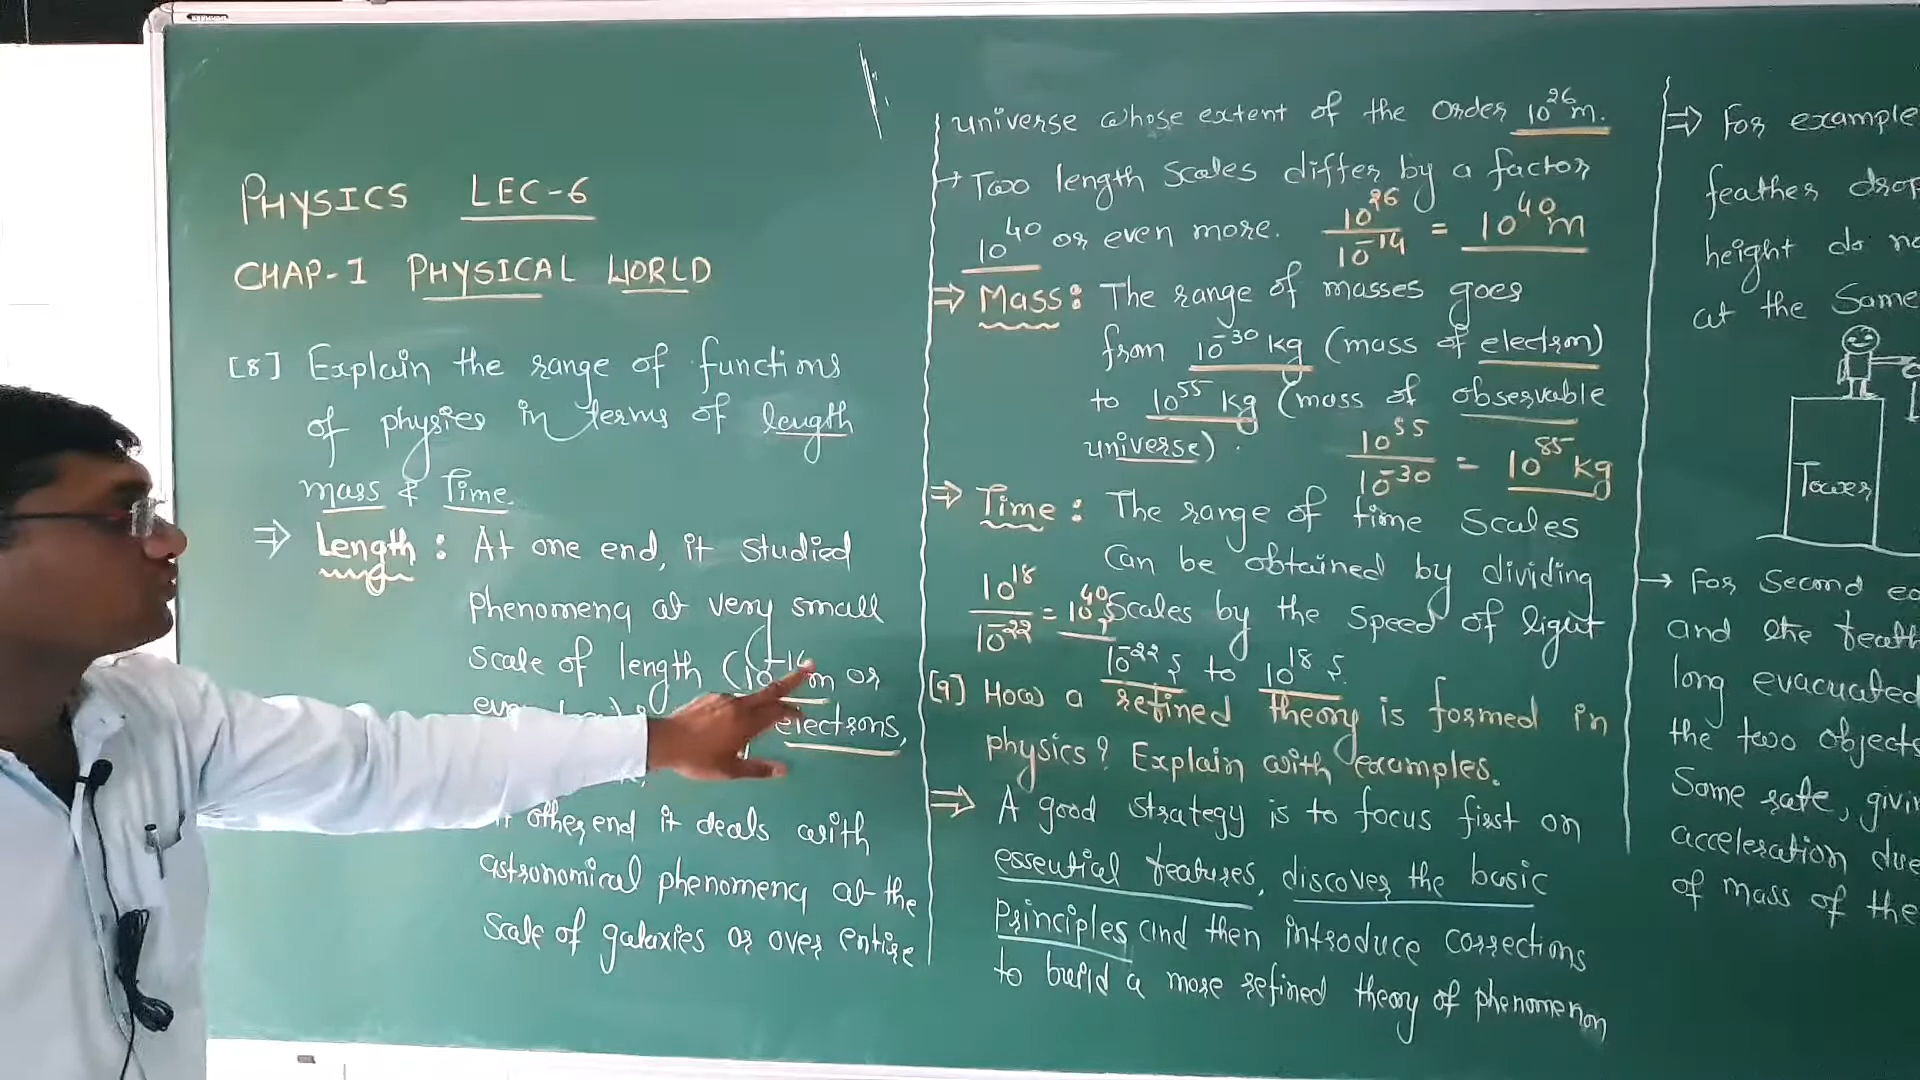 PHYSICS LEC-6
CHAP-1 PHYSICAL WORLD
[8] Explain the range of functions
of physics in terms of length
mass & Time.
⇒ Length : At one end, it studied
phenomena at very small
scale of length (10⁻¹⁴m or
electrons,
other end it deals with
astronomical phenomena at the
Scale of galaxies or over entire
universe whose extent of the order 10²⁶m.
→ Two length scales differ by a factor
10⁴⁰ or even more. 10²⁶/10⁻¹⁴ = 10⁴⁰m
⇒ Mass : The range of masses goes
from 10⁻³⁰ kg (mass of electron)
to 10⁵⁵ kg (mass of observable
universe). 10⁵⁵/10⁻³⁰ = 10⁸⁵ kg
⇒ Time : The range of time scales
can be obtained by dividing
10¹⁸/10⁻²² = 10⁴⁰ Scales by the speed of light
10⁻²² s to 10¹⁸ s.
[9] How a refined theory is formed in
physics? Explain with examples.
⇒ A good strategy is to focus first on
essential features, discover the basic
Principles and then introduce corrections
to build a more refined theory of phenomenon
⇒ For example
feather drop
height do no
at the Same
Tower
→ For Second
and the feath
long evacuated
the two objects
Same rate, givi
acceleration due
of mass of the